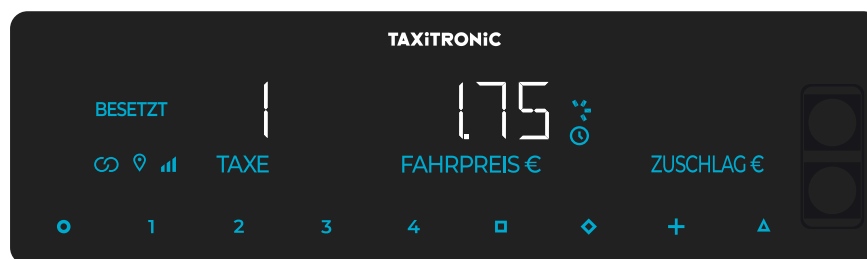 TAXiTRONiC
BESETZT 1 1.75
TAXE FAHRPREIS € ZUSCHLAG €
1 2 3 4